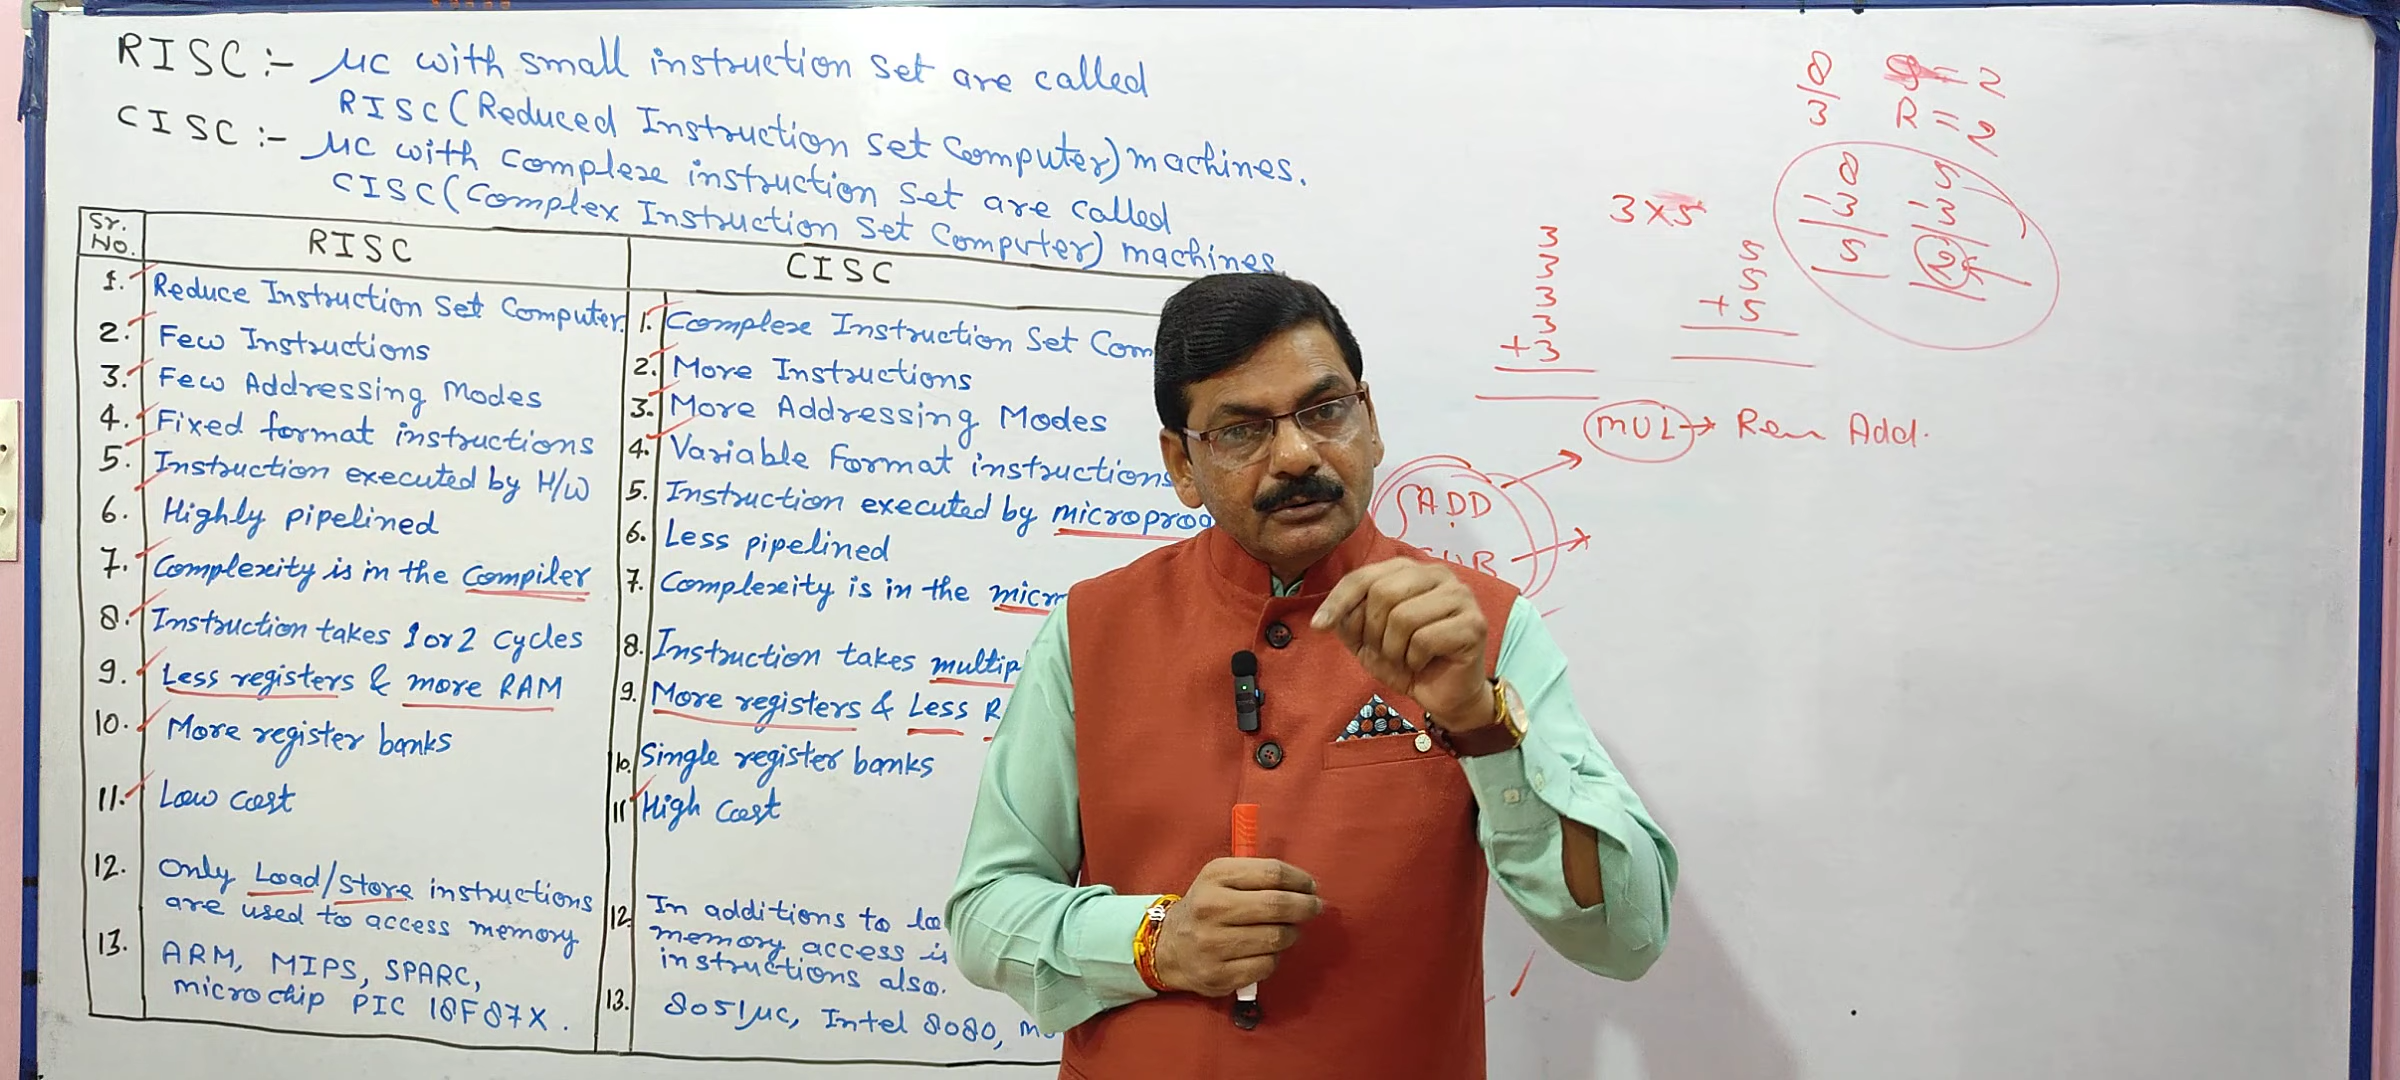 RISC :- μc with small instruction set are called
RISC (Reduced Instruction set Computer) machines.
CISC :- μc with complexe instruction set are called
CISC (Complex Instruction Set Computer) machines
Sr. No.
RISC
CISC
1. Reduce Instruction Set Computer
2. Few Instructions
3. Few Addressing Modes
4. Fixed format instructions
5. Instruction executed by H/W
6. Highly pipelined
7. Complexity is in the Compiler
8. Instruction takes 1 or 2 Cycles
9. Less registers & more RAM
10. More register banks
11. Low cost
12. Only Load/store instructions
are used to access memory
13. ARM, MIPS, SPARC,
microchip PIC 18F87X.
1. Complexe Instruction Set Com
2. More Instructions
3. More Addressing Modes
4. Variable format instructions
5. Instruction executed by microprog
6. Less pipelined
7. Complexity is in the micr
8. Instruction takes multip
9. More registers & Less R
10. Single register banks
11 High Cost
12. In additions to loa
memory access is
instructions also.
13. 8051μc, Intel 8080, mo
8
3
= 2
R = 2
8
-3
5
5
-3
2
3 x 5
3
3
3
3
+3
5
5
+5
MUL → Add.
ADD
SUB